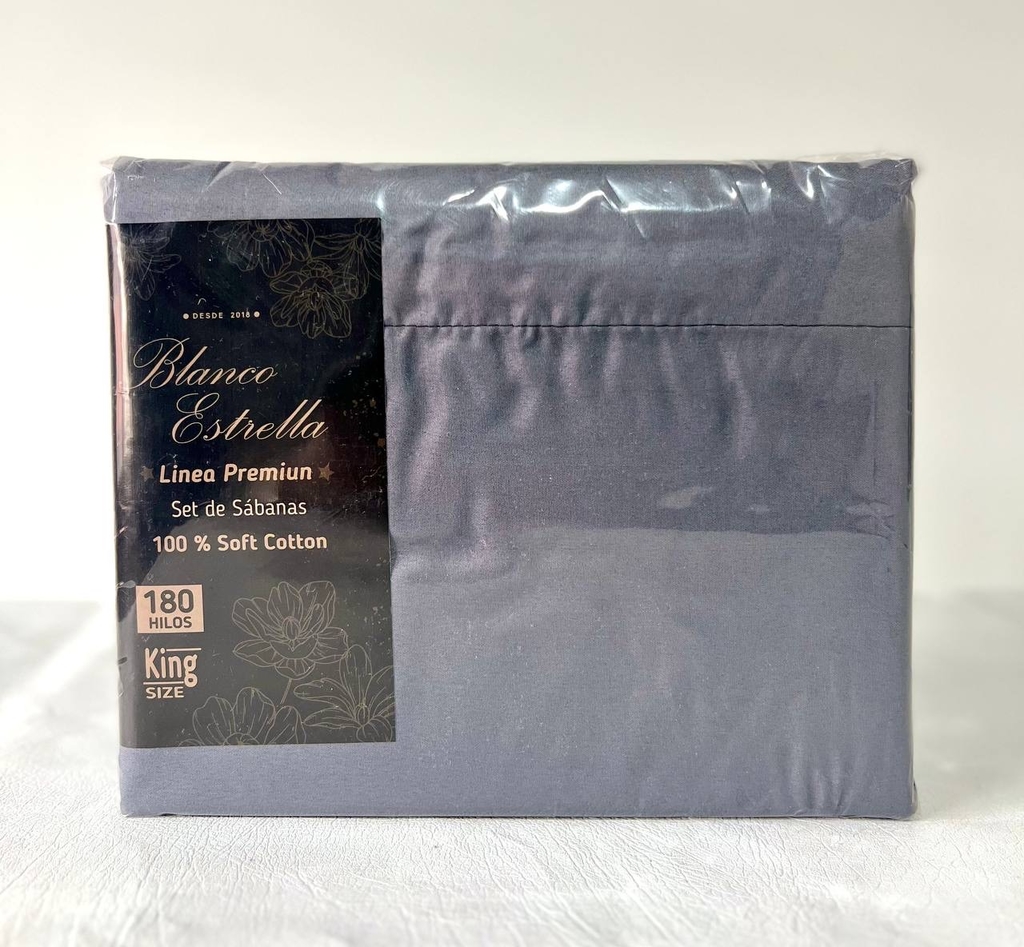 DESDE 2018
Blanco
Estrella
Linea Premiun
Set de Sábanas
100 % Soft Cotton
180
HILOS
King
SIZE